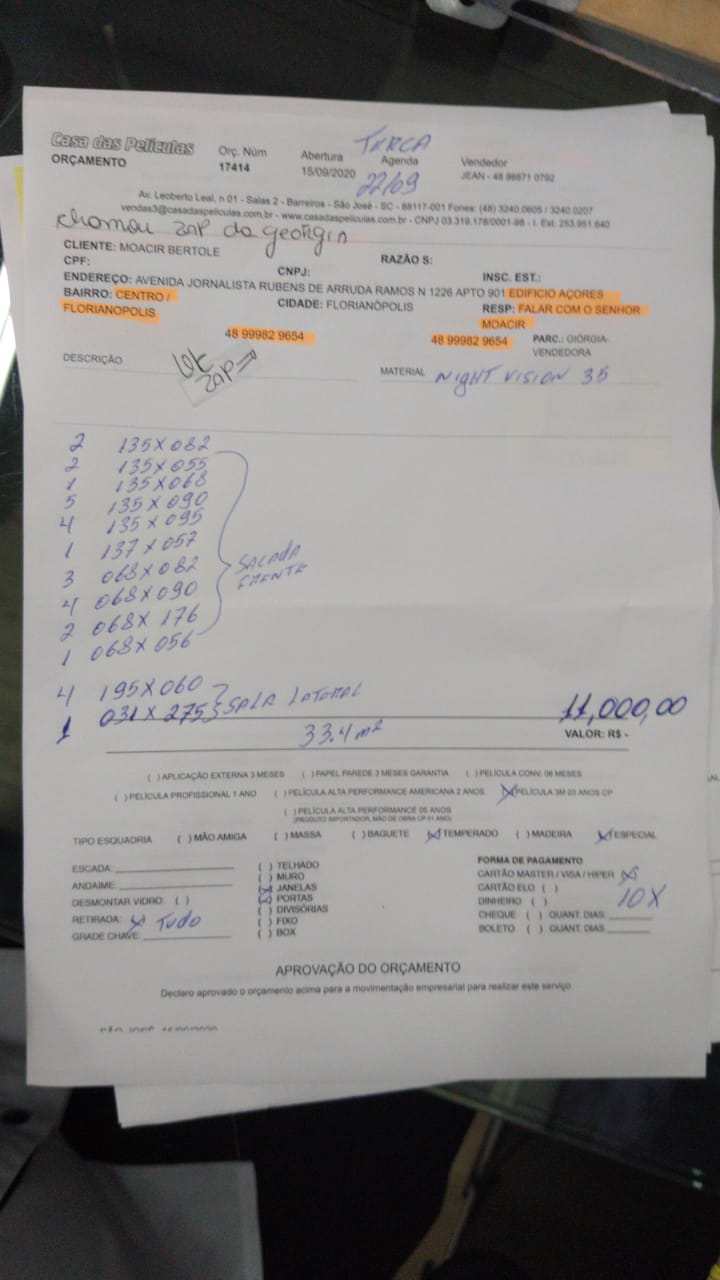 Casa das Películas
ORÇAMENTO
Orç. Núm
17414
Abertura
15/09/2020
TERÇA
Agenda
22/09
Vendedor
JEAN - 48 98871 0792
Av. Leoberto Leal, n 01 - Salas 2 - Barreiros - São José - SC - 88117-001 Fones: (48) 3240.0605 / 3240.0207
vendas3@casadaspeliculas.com.br - www.casadaspeliculas.com.br - CNPJ 03.319.178/0001-98 - I. Est. 253.951.640
chamou zap da georgia
CLIENTE: MOACIR BERTOLE
RAZÃO S:
CPF:
CNPJ:
INSC. EST.:
ENDEREÇO: AVENIDA JORNALISTA RUBENS DE ARRUDA RAMOS N 1226 APTO 901 EDIFICIO AÇORES
BAIRRO: CENTRO / FLORIANOPOLIS
CIDADE: FLORIANÓPOLIS
RESP: FALAR COM O SENHOR MOACIR
48 99982 9654
48 99982 9654
PARC.: GIÓRGIA-
VENDEDORA
DESCRIÇÃO
ok
ZAP
MATERIAL
NIGHT VISION 35
2 135X082
2 135X055
1 135X068
5 135X090
4 135X095
1 137X057
3 068X082
4 068X090
2 068X176
1 068X056
SACADA
FRENTE
4 195X060
1 031X275
SALA LATERAL
33.4m²
11,000,00
VALOR: R$ -
( ) APLICAÇÃO EXTERNA 3 MESES ( ) PAPEL PAREDE 3 MESES GARANTIA ( ) PELÍCULA CONV. 06 MESES
( ) PELÍCULA PROFISSIONAL 1 ANO ( ) PELÍCULA ALTA PERFORMANCE AMERICANA 2 ANOS (X) PELÍCULA 3M 03 ANOS CP
( ) PELÍCULA ALTA PERFORMANCE 05 ANOS
(PRODUTO IMPORTADOR, MÃO DE OBRA CP 01 ANO)
TIPO ESQUADRIA ( ) MÃO AMIGA ( ) MASSA ( ) BAGUETE (X) TEMPERADO ( ) MADEIRA (X) ESPECIAL
ESCADA:
ANDAIME:
DESMONTAR VIDRO: ( )
RETIRADA: (X) TUDO
GRADE CHAVE:
( ) TELHADO
( ) MURO
(X) JANELAS
(X) PORTAS
( ) DIVISÓRIAS
( ) FIXO
( ) BOX
FORMA DE PAGAMENTO
CARTÃO MASTER / VISA / HIPER (X)
CARTÃO ELO ( )
DINHEIRO ( )
10X
CHEQUE ( ) QUANT. DIAS
BOLETO ( ) QUANT. DIAS
APROVAÇÃO DO ORÇAMENTO
Declaro aprovado o orçamento acima para a movimentação empresarial para realizar este serviço